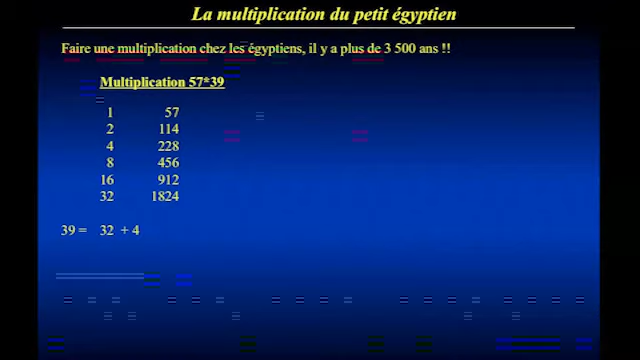 La multiplication du petit égyptien
Faire une multiplication chez les égyptiens, il y a plus de 3 500 ans !!
Multiplication 57*39
1 57
2 114
4 228
8 456
16 912
32 1824
39 = 32 + 4